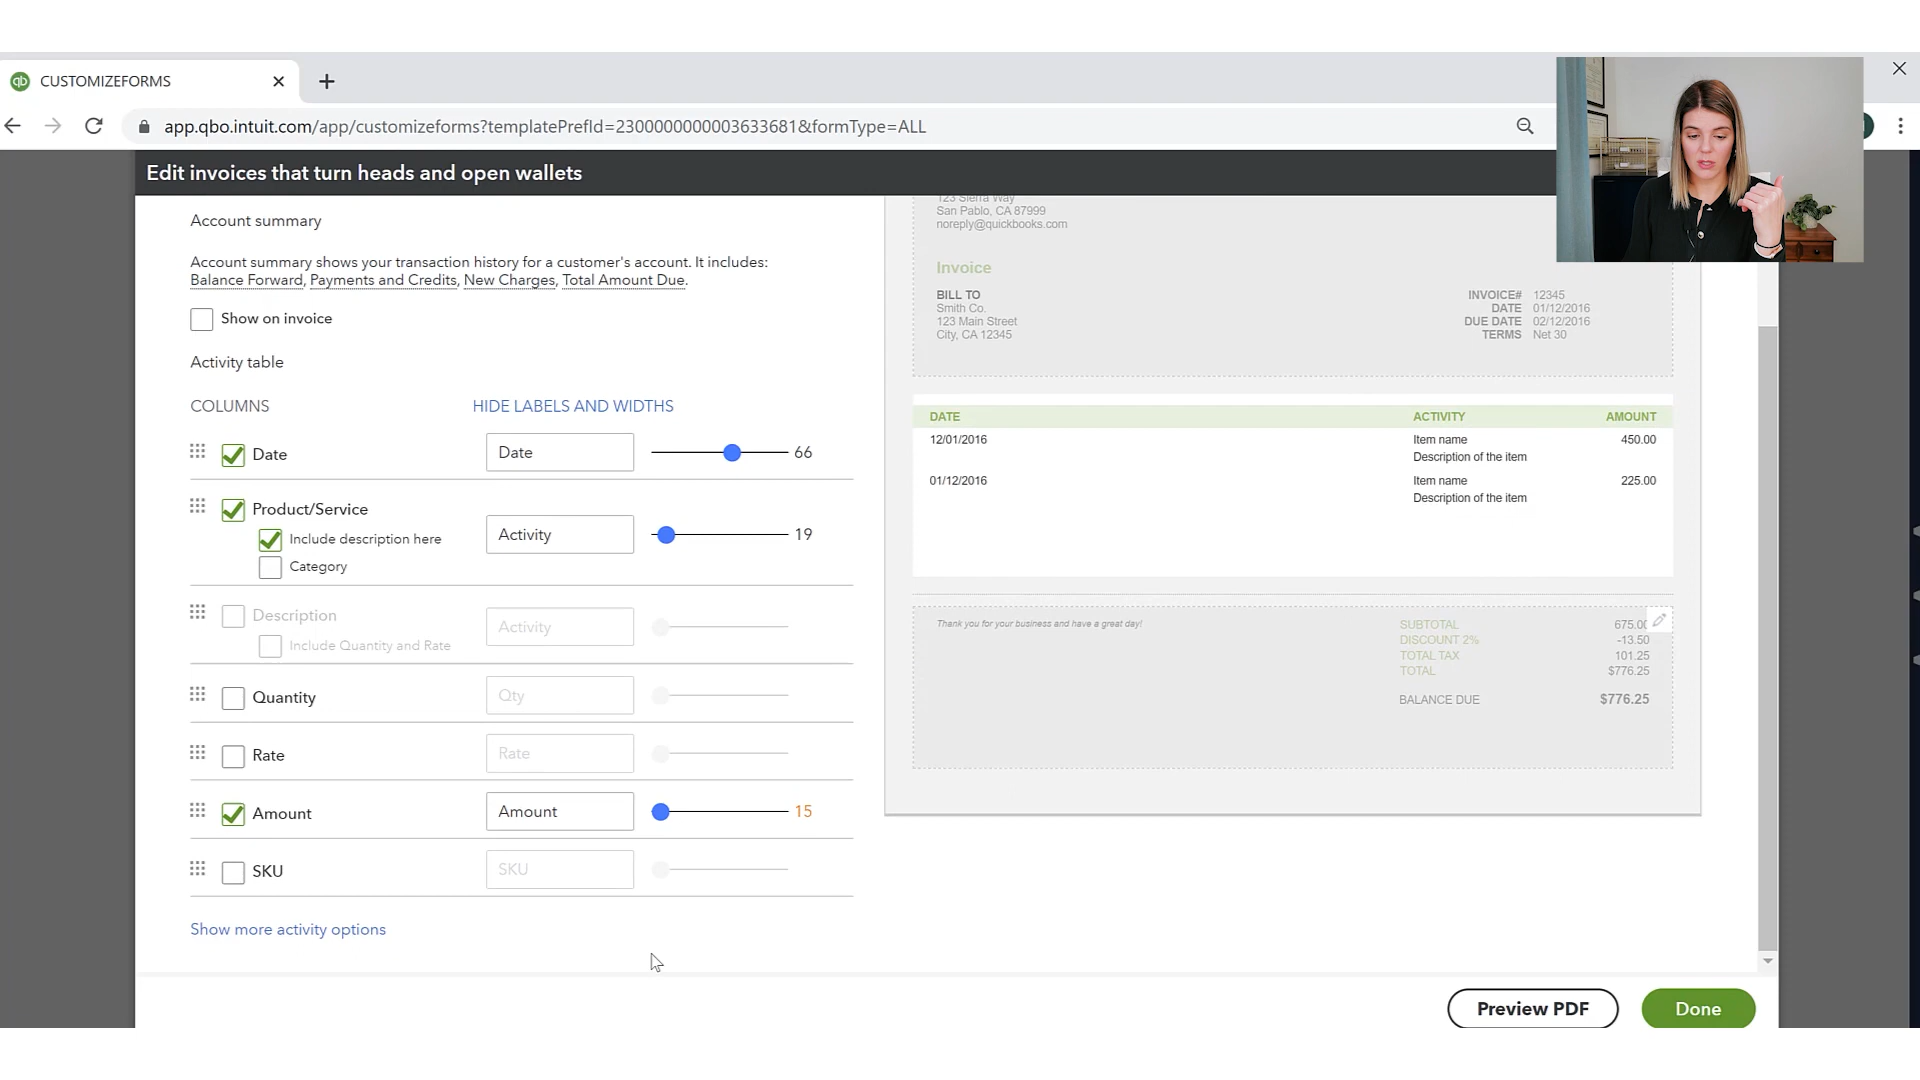 CUSTOMIZEFORMS
app.qbo.intuit.com/app/customizeforms?templatePrefId=2300000000003633681&formType=ALL
Edit invoices that turn heads and open wallets
Account summary
Account summary shows your transaction history for a customer's account. It includes:
Balance Forward, Payments and Credits, New Charges, Total Amount Due.
Show on invoice
Activity table
COLUMNS HIDE LABELS AND WIDTHS
Date Date 66
Product/Service
Include description here Activity 19
Category
Description Activity
Include Quantity and Rate
Quantity Qty
Rate Rate
Amount Amount 15
SKU SKU
Show more activity options
123 Sierra Way
San Pablo, CA 87999
noreply@quickbooks.com
Invoice
BILL TO
Smith Co.
123 Main Street
City, CA 12345
INVOICE# 12345
DATE 01/12/2016
DUE DATE 02/12/2016
TERMS Net 30
DATE ACTIVITY AMOUNT
12/01/2016 Item name 450.00
Description of the item
01/12/2016 Item name 225.00
Description of the item
Thank you for your business and have a great day!
SUBTOTAL 675.00
DISCOUNT 2% -13.50
TOTAL TAX 101.25
TOTAL $776.25
BALANCE DUE $776.25
Preview PDF Done